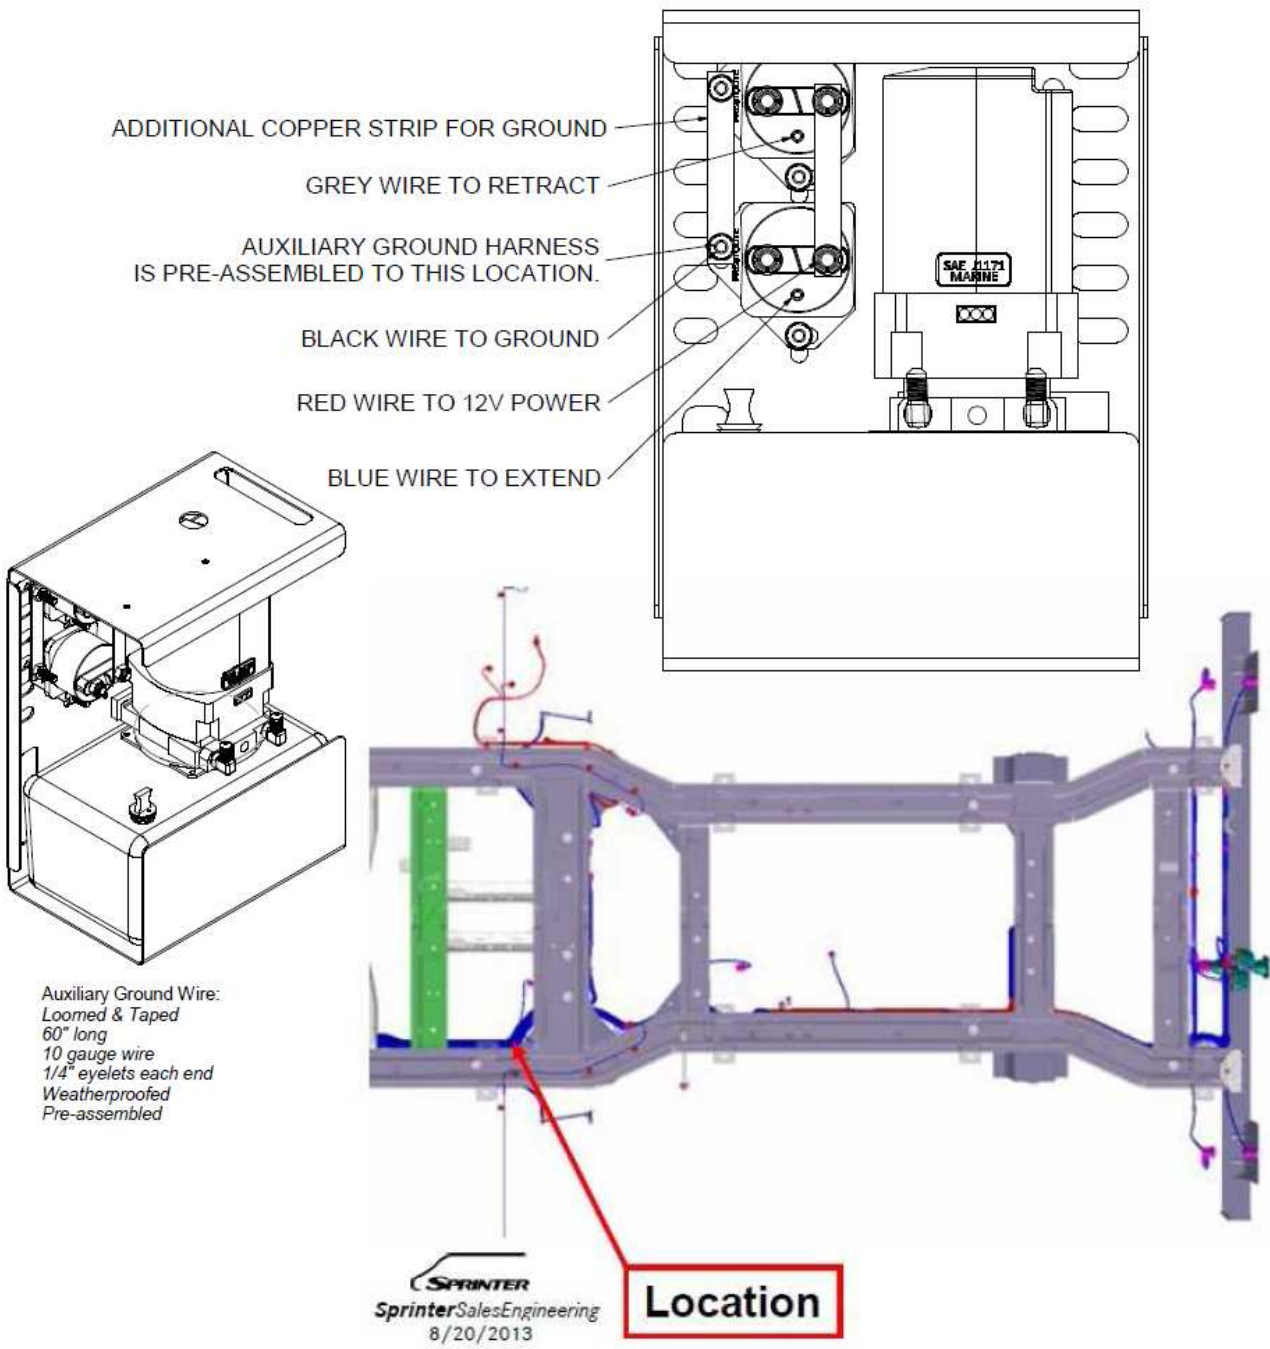 ADDITIONAL COPPER STRIP FOR GROUND
GREY WIRE TO RETRACT
AUXILIARY GROUND HARNESS
IS PRE-ASSEMBLED TO THIS LOCATION.
BLACK WIRE TO GROUND
RED WIRE TO 12V POWER
BLUE WIRE TO EXTEND
SAE J1171
MARINE
Auxiliary Ground Wire:
Loomed & Taped
60" long
10 gauge wire
1/4" eyelets each end
Weatherproofed
Pre-assembled
SPRINTER
SprinterSalesEngineering
8/20/2013
Location